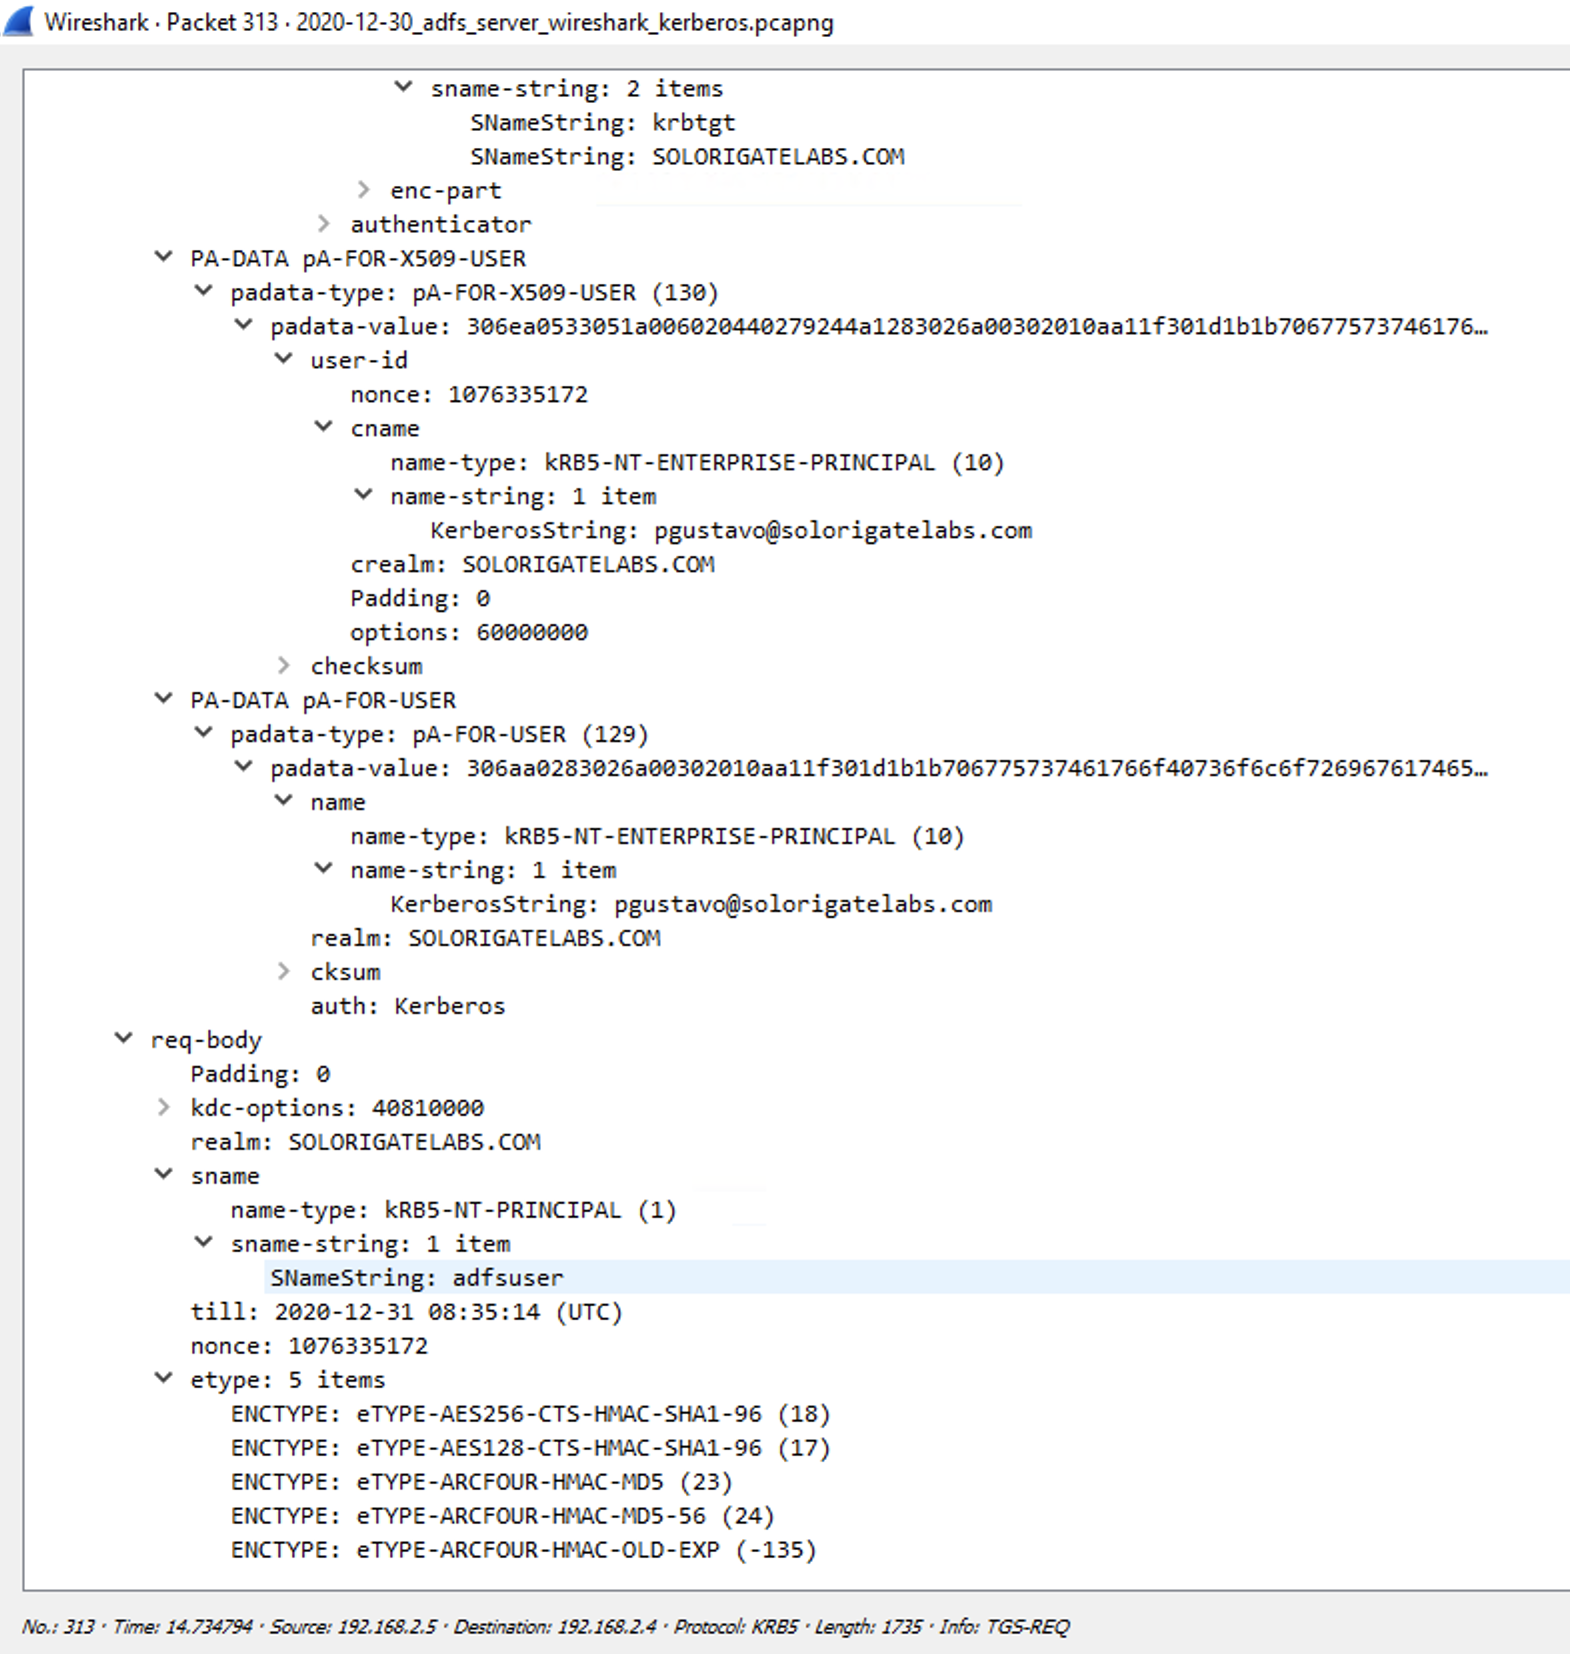 Wireshark · Packet 313 · 2020-12-30_adfs_server_wireshark_kerberos.pcapng
sname-string: 2 items
SNameString: krbtgt
SNameString: SOLORIGATELABS.COM
enc-part
authenticator
PA-DATA pA-FOR-X509-USER
padata-type: pA-FOR-X509-USER (130)
padata-value: 306ea0533051a006020440279244a1283026a00302010aa11f301d1b1b70677573746176…
user-id
nonce: 1076335172
cname
name-type: kRB5-NT-ENTERPRISE-PRINCIPAL (10)
name-string: 1 item
KerberosString: pgustavo@solorigatelabs.com
crealm: SOLORIGATELABS.COM
Padding: 0
options: 60000000
checksum
PA-DATA pA-FOR-USER
padata-type: pA-FOR-USER (129)
padata-value: 306aa0283026a00302010aa11f301d1b1b706775737461766f40736f6c6f726967617465…
name
name-type: kRB5-NT-ENTERPRISE-PRINCIPAL (10)
name-string: 1 item
KerberosString: pgustavo@solorigatelabs.com
realm: SOLORIGATELABS.COM
cksum
auth: Kerberos
req-body
Padding: 0
kdc-options: 40810000
realm: SOLORIGATELABS.COM
sname
name-type: kRB5-NT-PRINCIPAL (1)
sname-string: 1 item
SNameString: adfsuser
till: 2020-12-31 08:35:14 (UTC)
nonce: 1076335172
etype: 5 items
ENCTYPE: eTYPE-AES256-CTS-HMAC-SHA1-96 (18)
ENCTYPE: eTYPE-AES128-CTS-HMAC-SHA1-96 (17)
ENCTYPE: eTYPE-ARCFOUR-HMAC-MD5 (23)
ENCTYPE: eTYPE-ARCFOUR-HMAC-MD5-56 (24)
ENCTYPE: eTYPE-ARCFOUR-HMAC-OLD-EXP (-135)
No.: 313 · Time: 14.734794 · Source: 192.168.2.5 · Destination: 192.168.2.4 · Protocol: KRB5 · Length: 1735 · Info: TGS-REQ